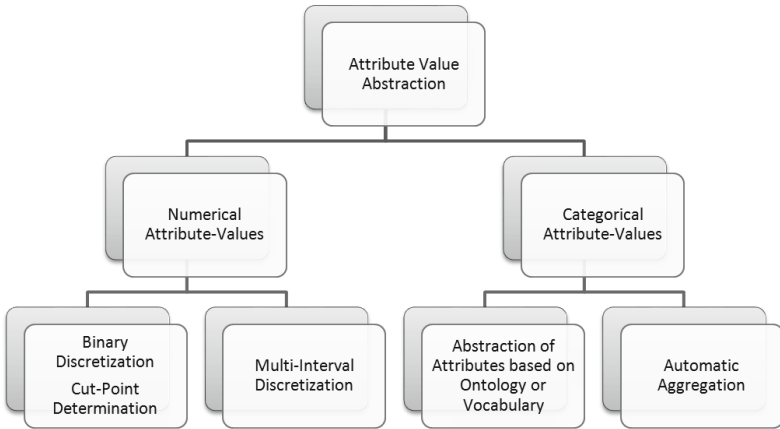 Attribute Value
Abstraction
Numerical
Attribute-Values
Categorical
Attribute-Values
Binary
Discretization
Cut-Point
Determination
Multi-Interval
Discretization
Abstraction of
Attributes based on
Ontology or
Vocabulary
Automatic
Aggregation